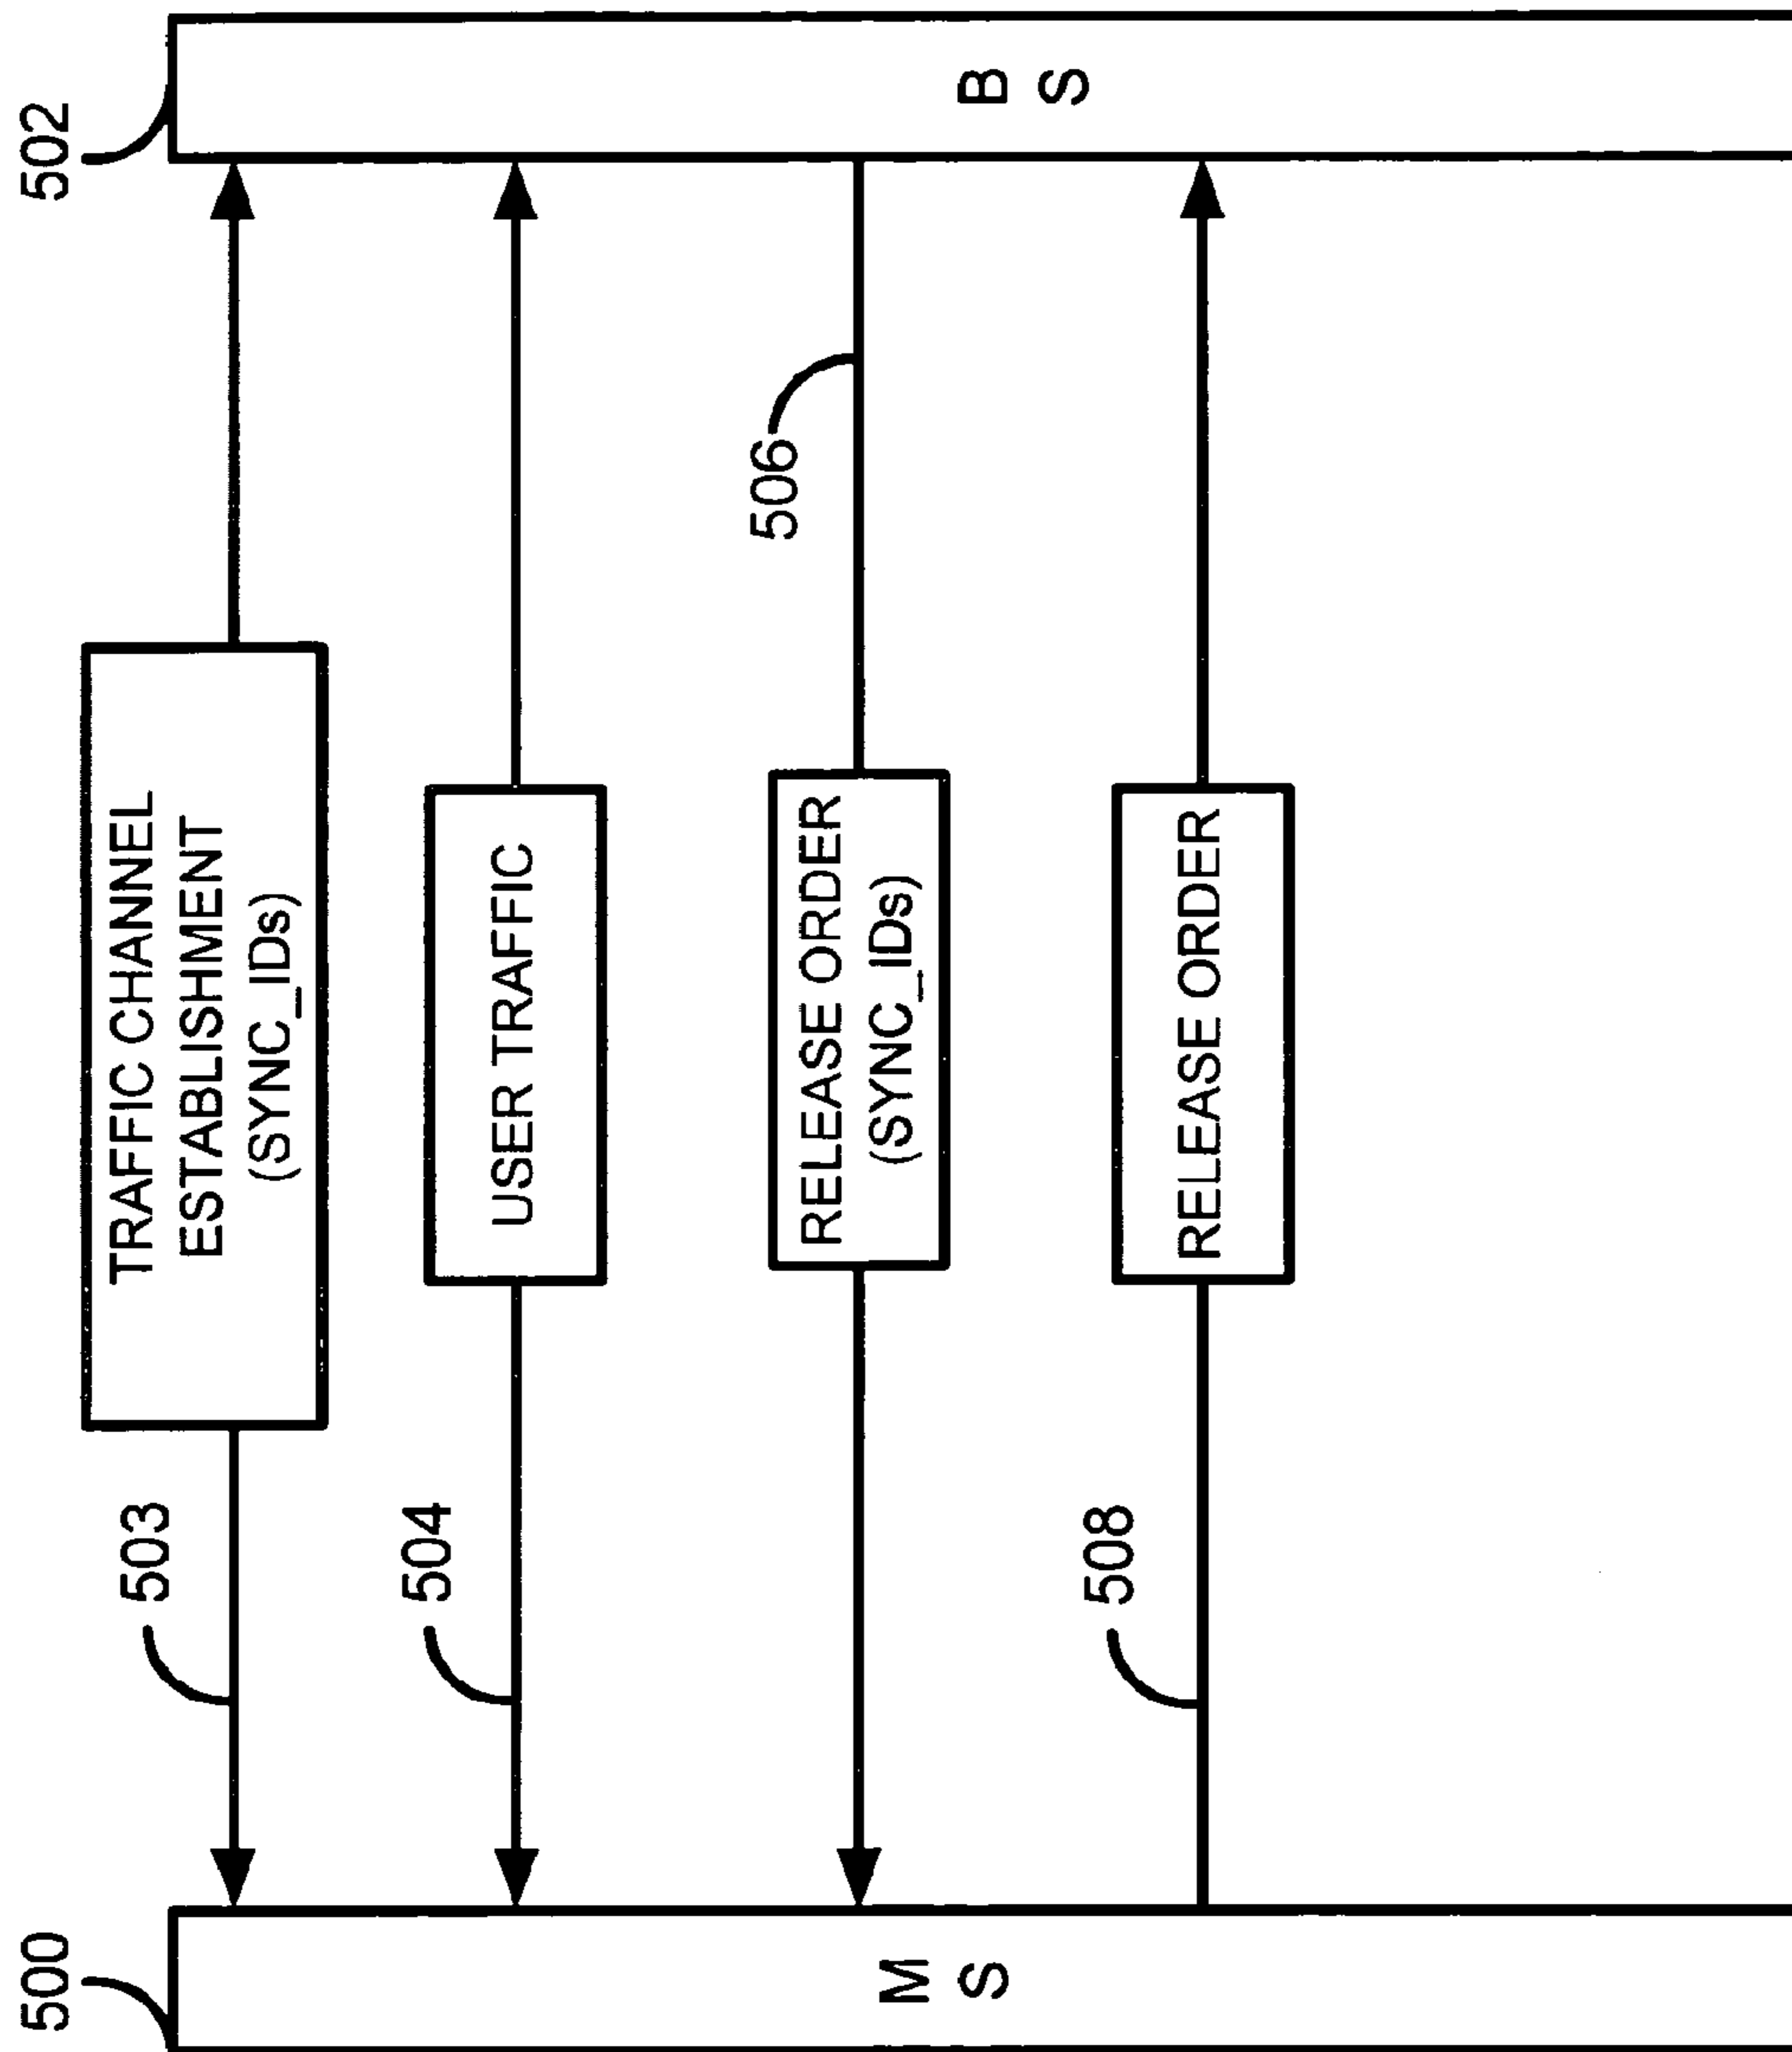 500
502
503
TRAFFIC CHANNEL
ESTABLISHMENT
(SYNC_IDs)
504
USER TRAFFIC
506
RELEASE ORDER
(SYNC_IDs)
508
RELEASE ORDER
M
S
B
S